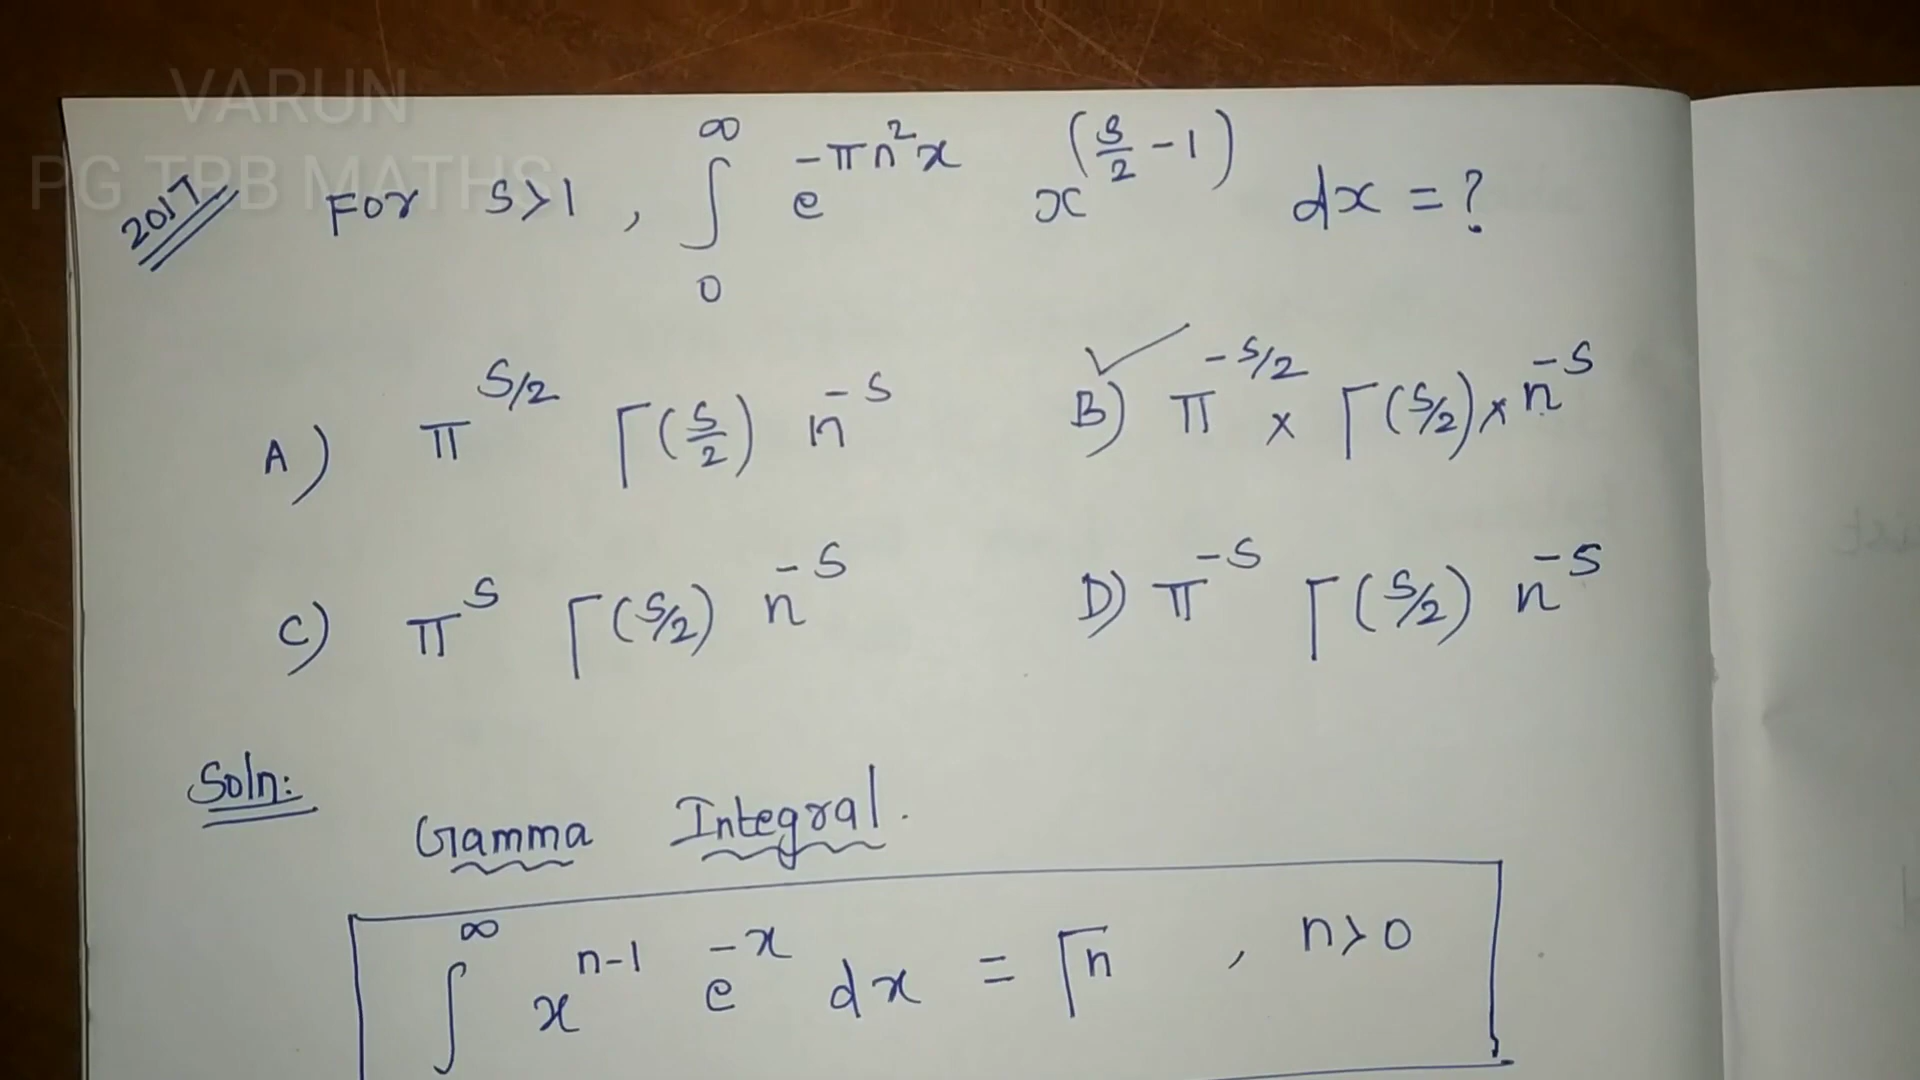 VARUN
PG TRB MATHS
2017 For s>1, ∫₀^∞ e^(-πn²x) x^(s/2 - 1) dx = ?
A) π^(s/2) Γ(s/2) n^(-s) B) π^(-s/2) × Γ(s/2) × n^(-s)
C) π^s Γ(s/2) n^(-s) D) π^(-s) Γ(s/2) n^(-s)
Soln:
Gamma Integral.
∫^∞ x^(n-1) e^(-x) dx = Γn , n>0